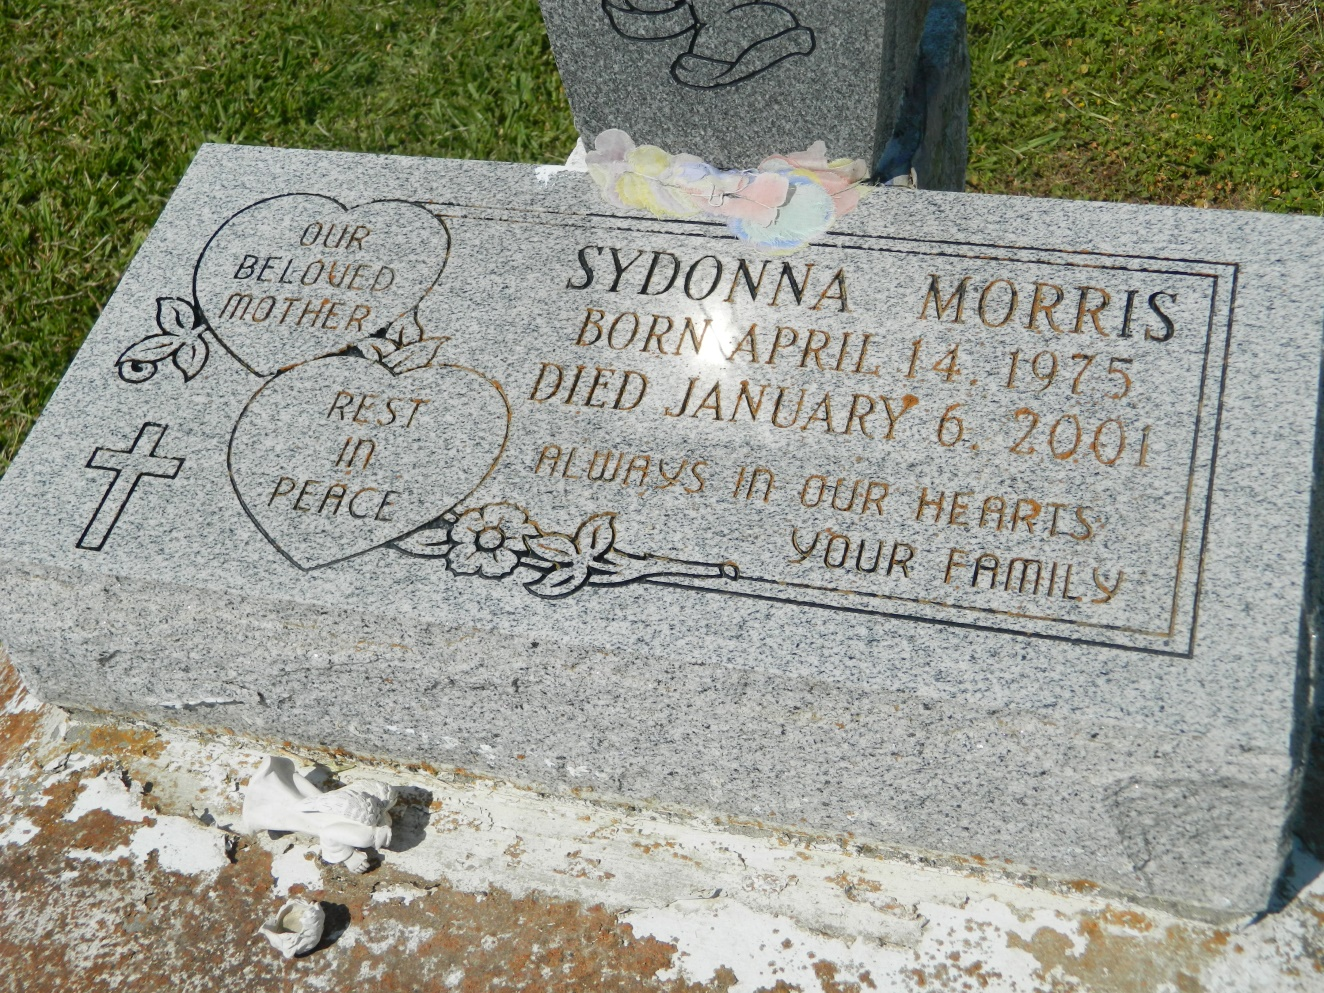 OUR
BELOVED
MOTHER
REST
IN
PEACE
SYDONNA MORRIS
BORN APRIL 14, 1975
DIED JANUARY 6, 2001
ALWAYS IN OUR HEARTS
YOUR FAMILY